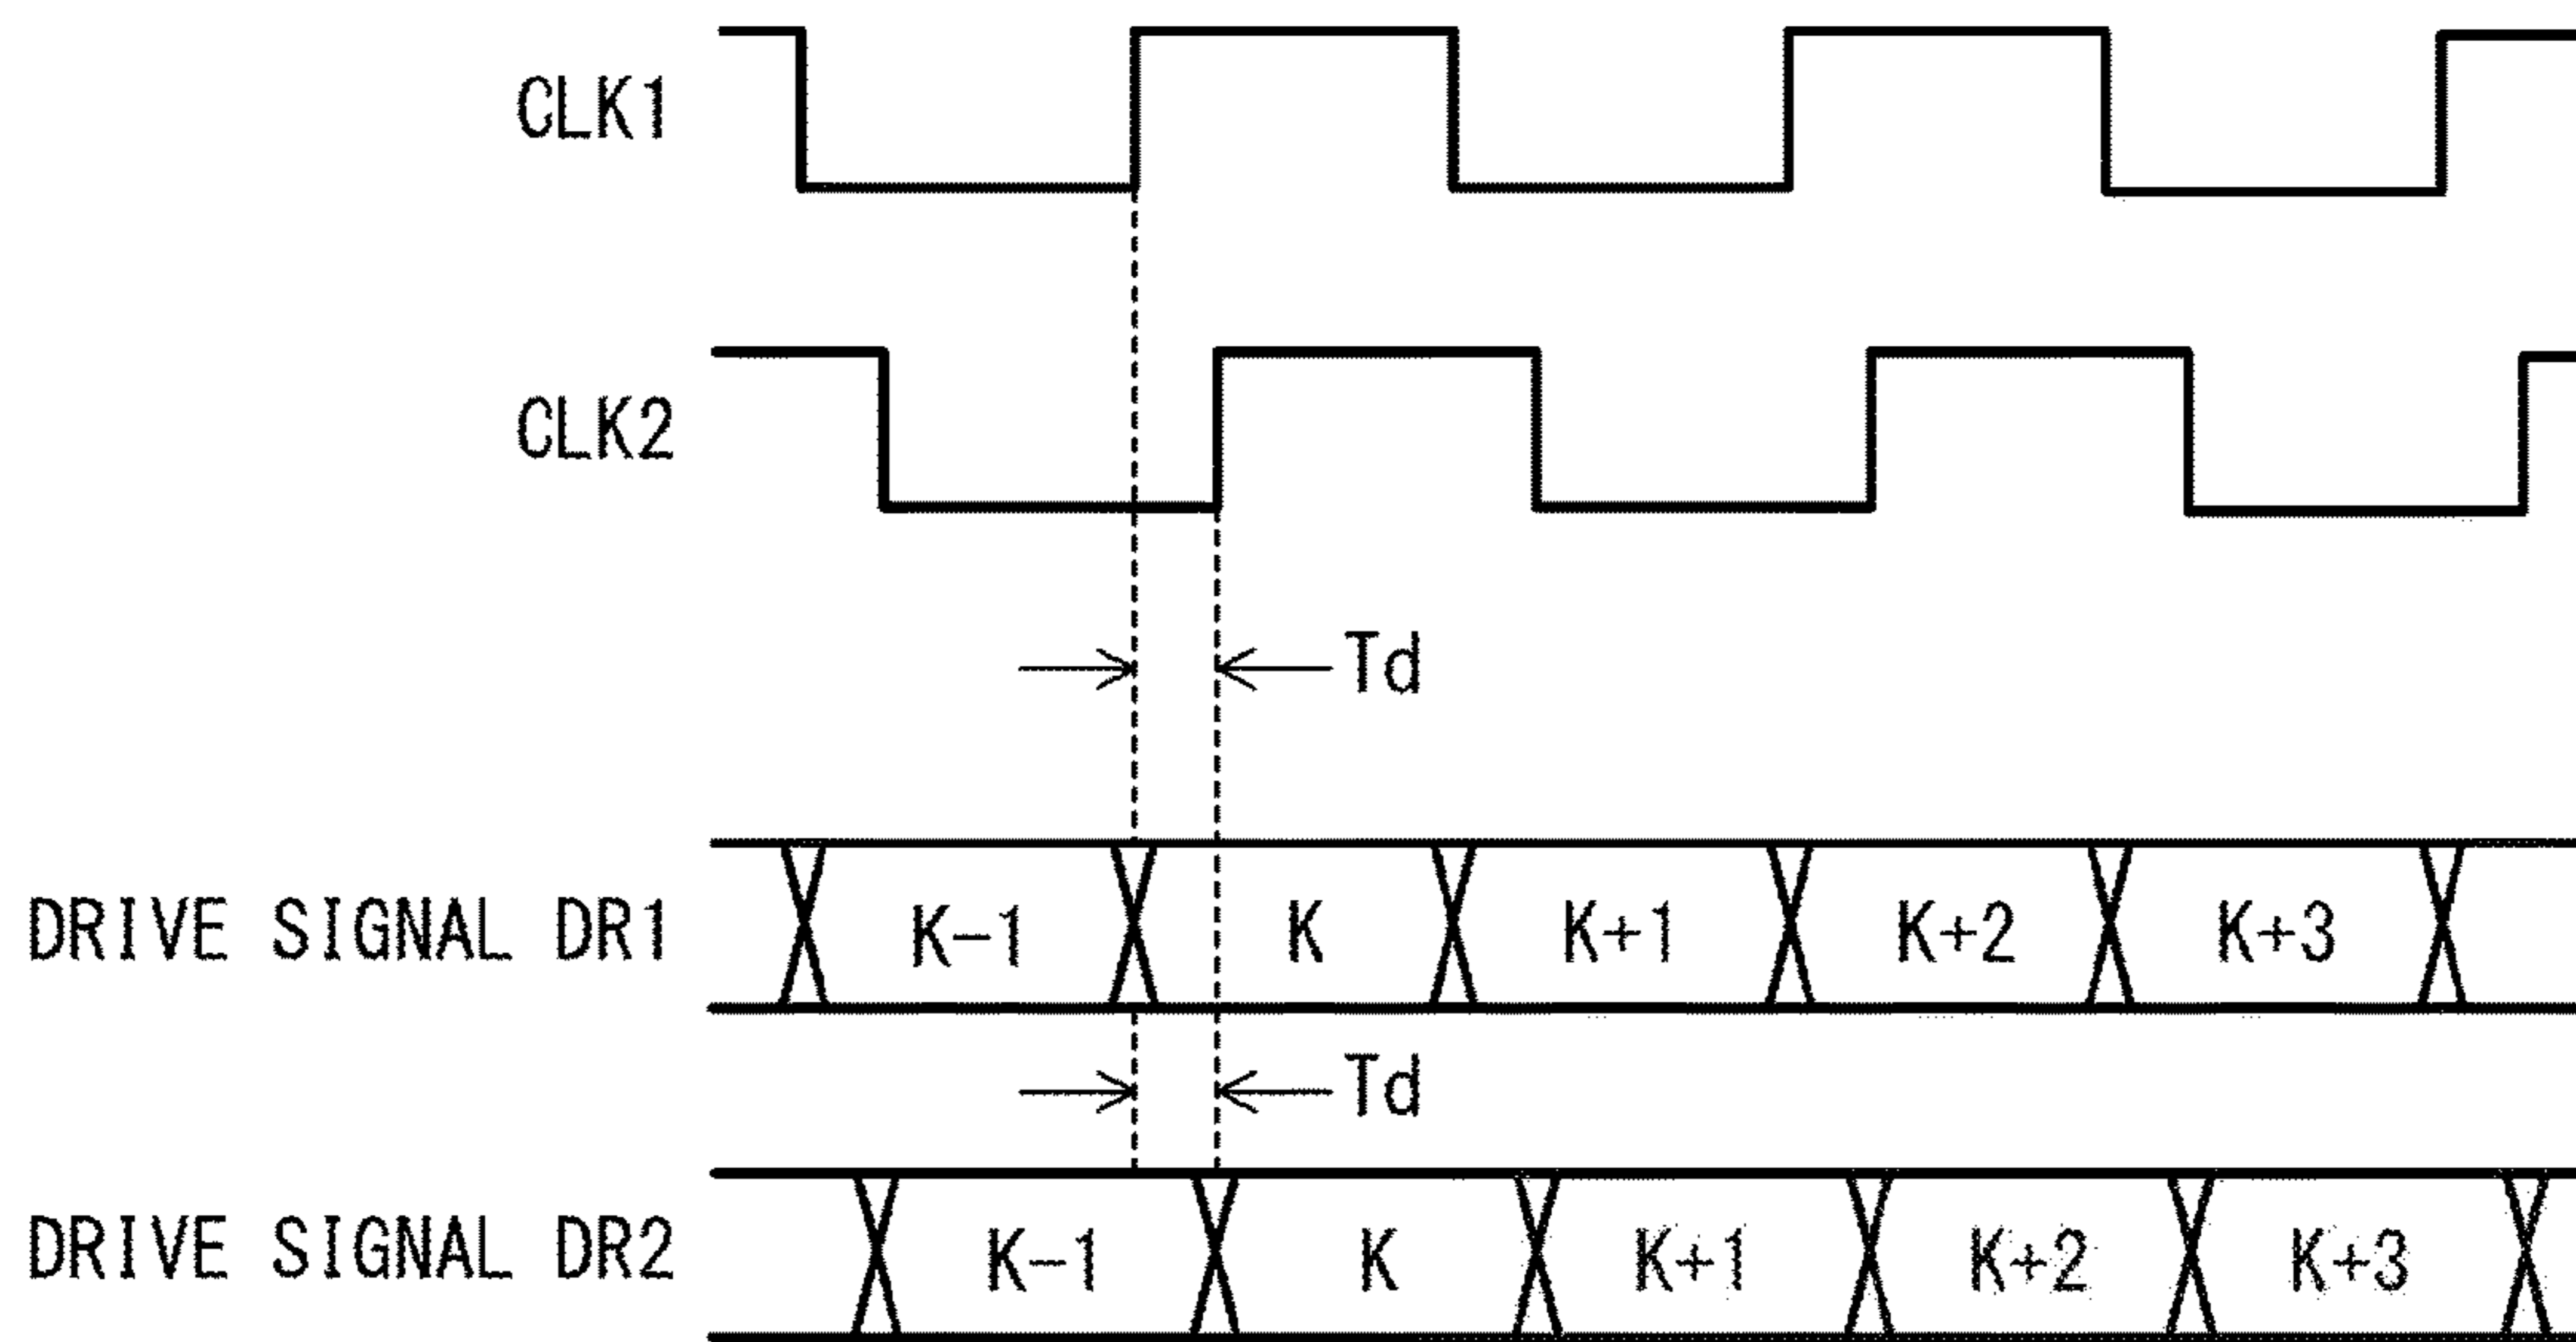 CLK1
CLK2
Td
DRIVE SIGNAL DR1 K-1 K K+1 K+2 K+3
Td
DRIVE SIGNAL DR2 K-1 K K+1 K+2 K+3